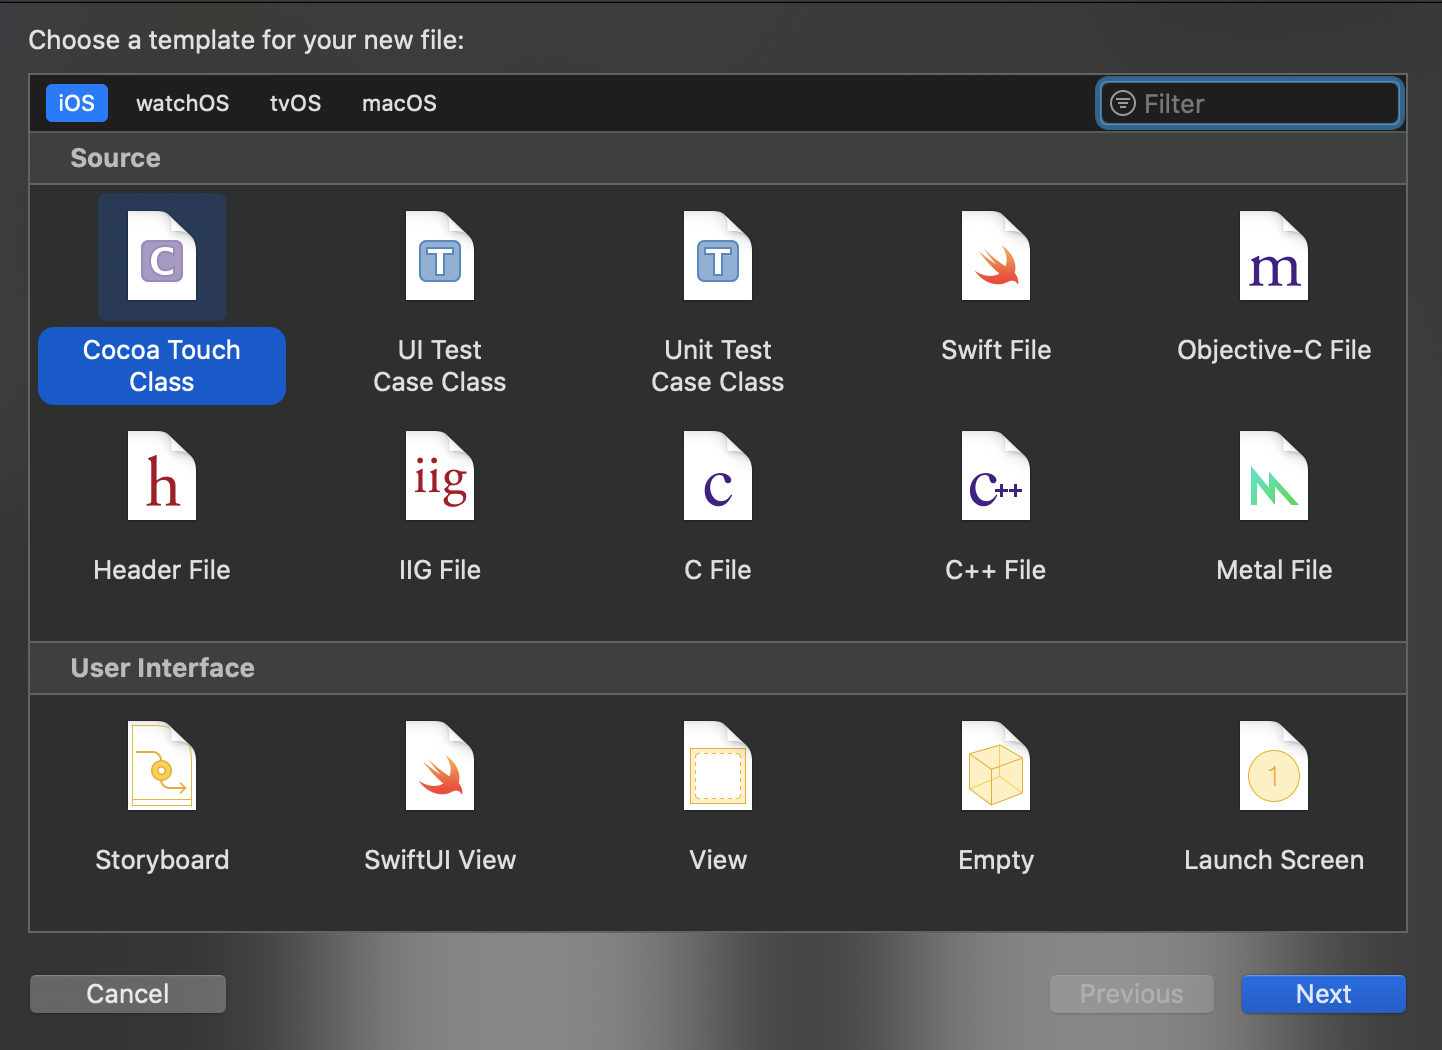 Choose a template for your new file:
iOS watchOS tvOS macOS Filter
Source
C T T m
Cocoa Touch
Class
UI Test
Case Class
Unit Test
Case Class
Swift File
Objective-C File
h iig c c++
Header File IIG File C File C++ File Metal File
User Interface
1
Storyboard SwiftUI View View Empty Launch Screen
Cancel Previous Next